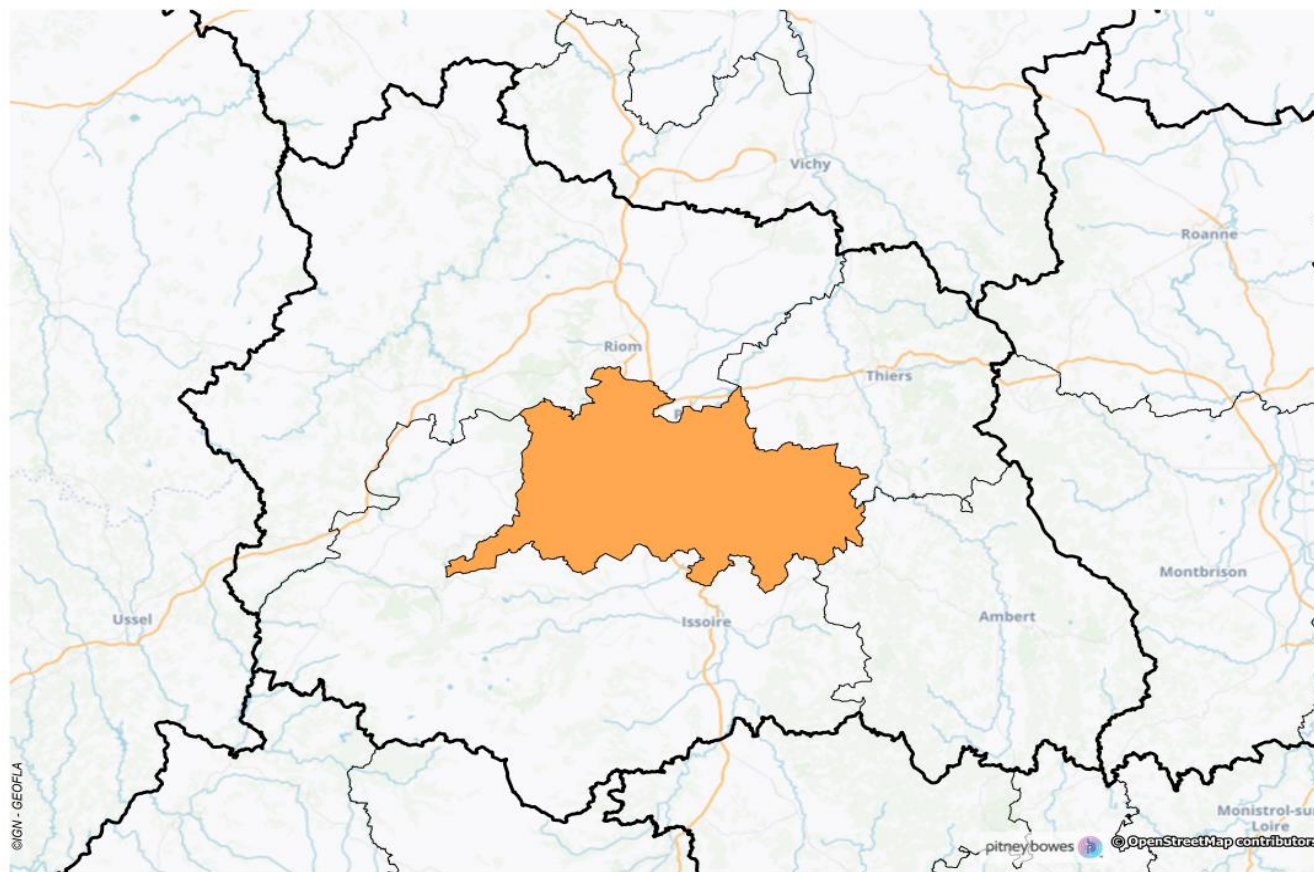 Vichy
Roanne
Riom
Thiers
Ussel
Issoire
Ambert
Montbrison
Monistrol-sur
Loire
©IGN - GEOFLA
pitney bowes
© OpenStreetMap contributors